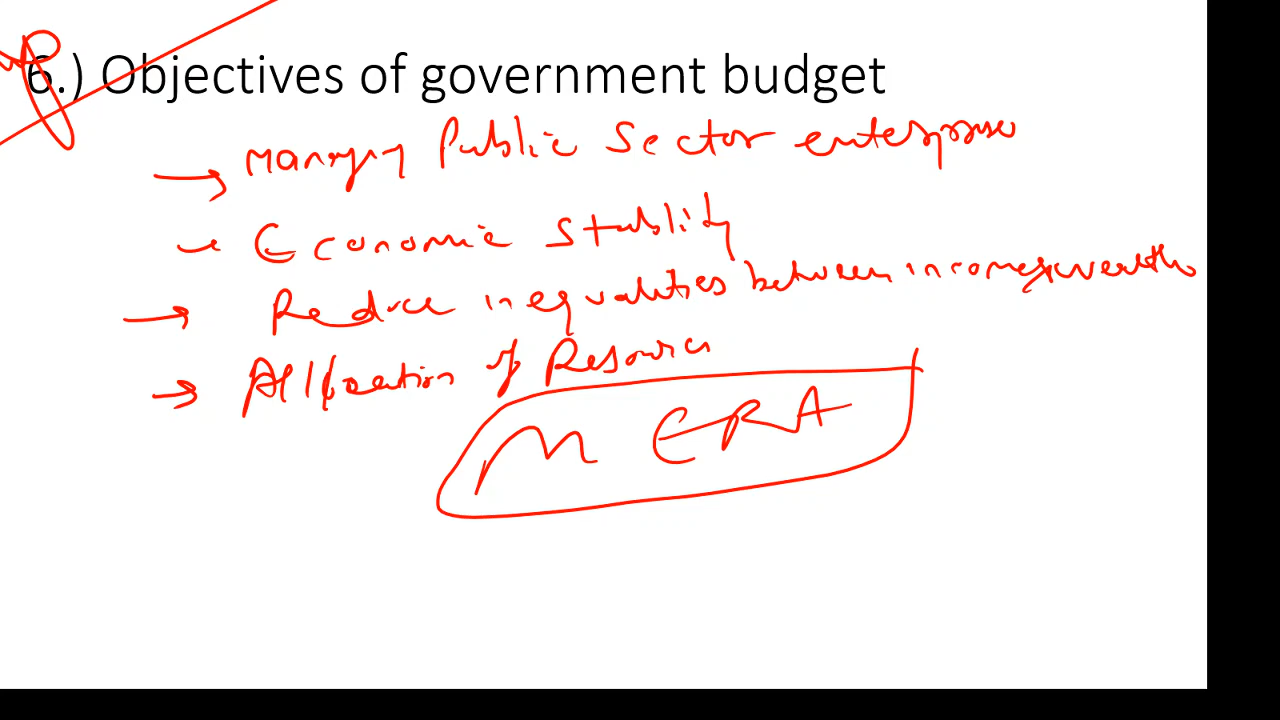 6.) Objectives of government budget
→ Managing Public Sector enterprises
→ Economic Stability
→ Reduce inequalities between income & wealth
→ Allocation of Resources
MERA